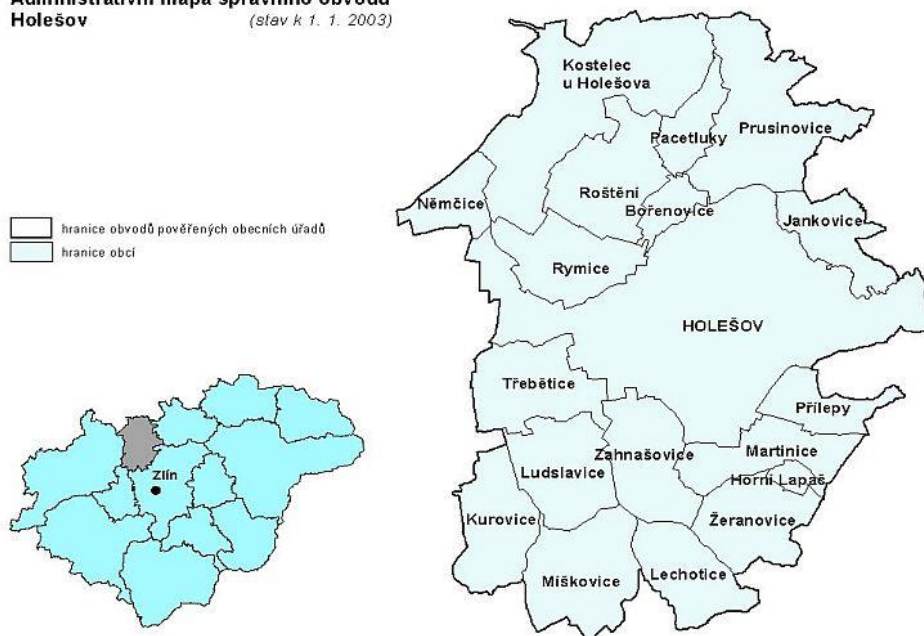 Administrativní mapa správního obvodu
Holešov (stav k 1. 1. 2003)
Kostelec
u Holešova
Pacetluky
Prusinovice
Němčice
Roštění
Bořenovice
Jankovice
hranice obvodů pověřených obecních úřadů
hranice obcí
Rymice
HOLEŠOV
Třebětice
Přílepy
Zlín
Zahnašovice
Martinice
Ludslavice
Horní Lapač
Kurovice
Žeranovice
Míškovice
Lechotice